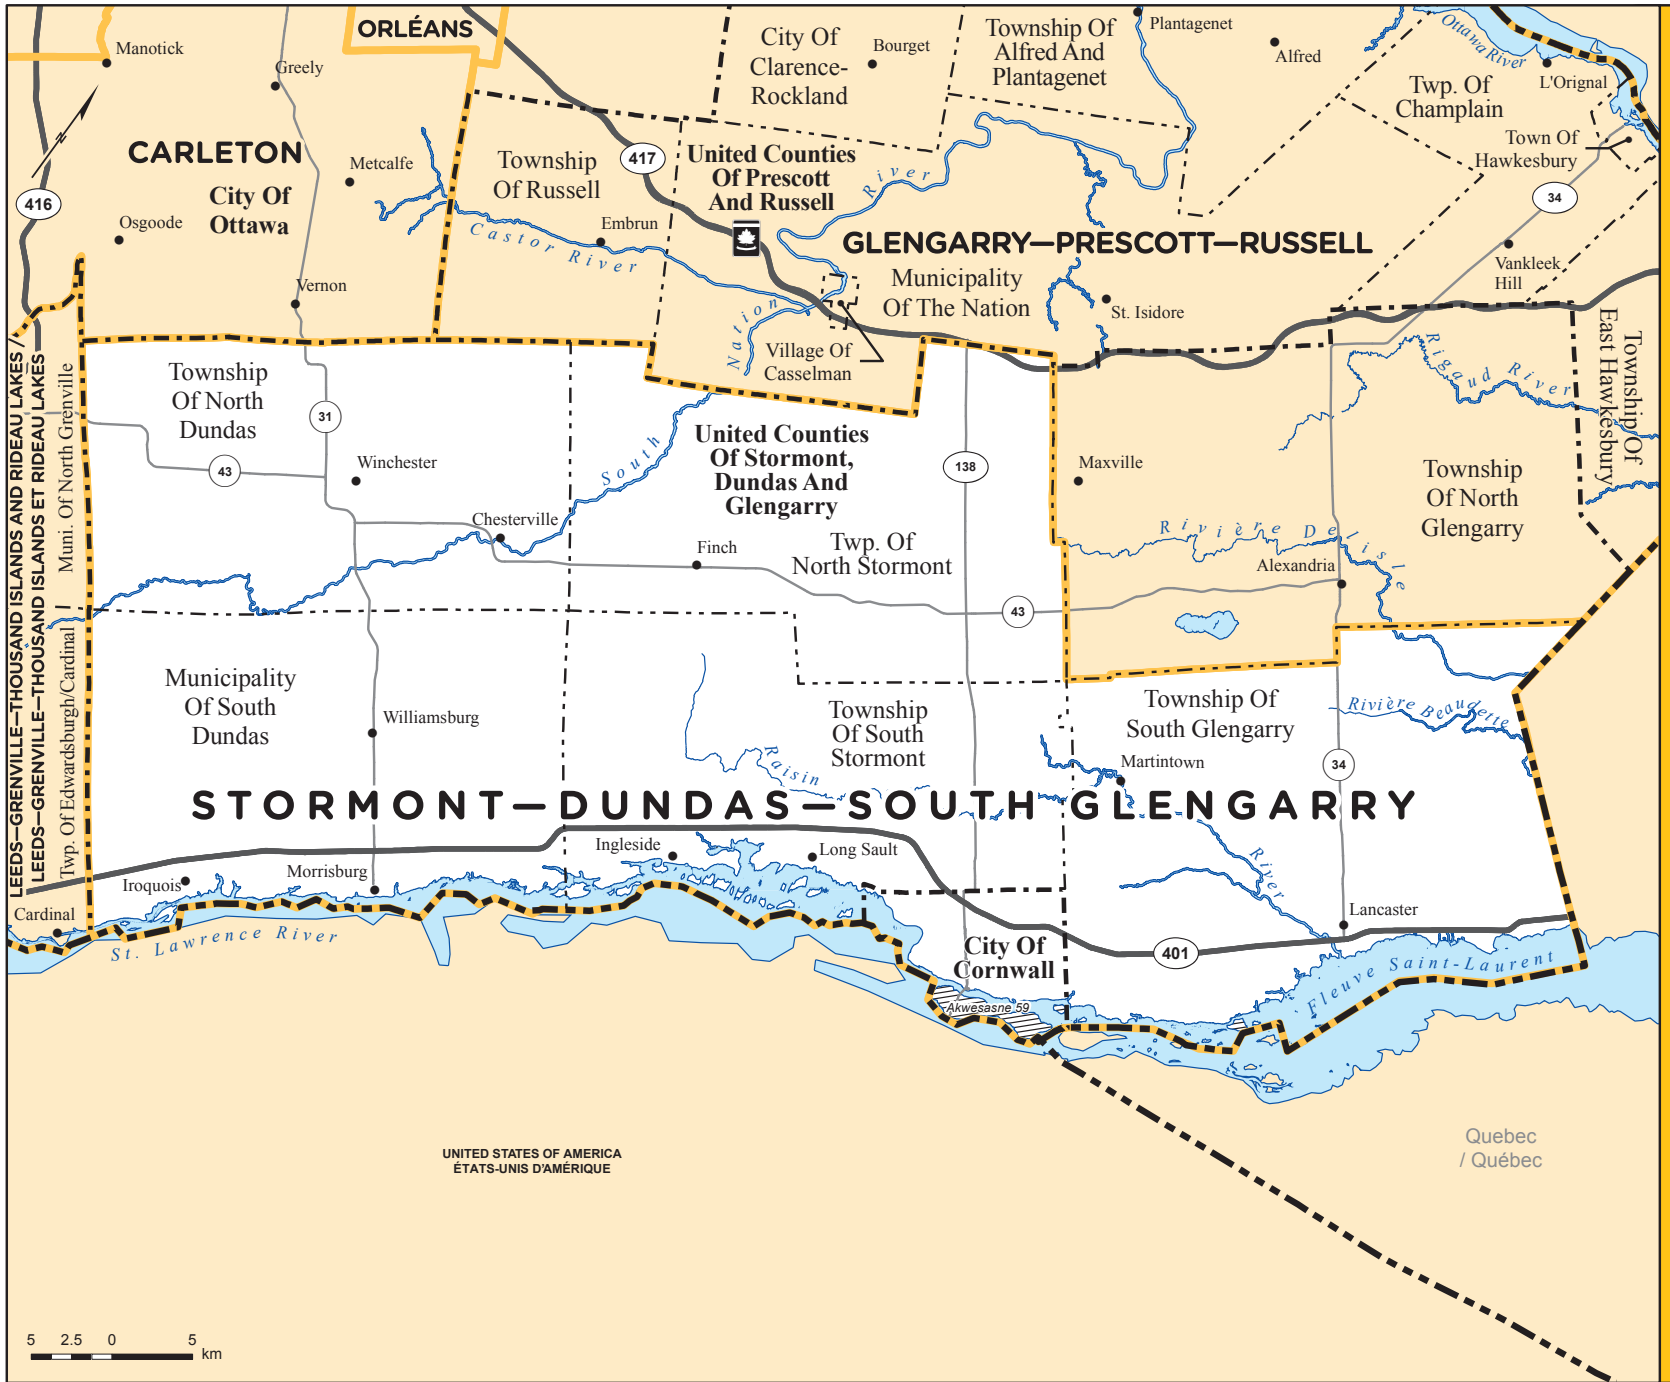 ORLÉANS
Manotick
Greely
City Of
Clarence-
Rockland
Bourget
Township Of
Alfred And
Plantagenet
Plantagenet
Alfred
Ottawa River
L'Orignal
Twp. Of
Champlain
Town Of
Hawkesbury
CARLETON
City Of
Ottawa
Metcalfe
Osgoode
Vernon
416
Township
Of Russell
417
United Counties
Of Prescott
And Russell
River
Embrun
Castor River
GLENGARRY—PRESCOTT—RUSSELL
Municipality
Of The Nation
St. Isidore
Nation
Village Of
Casselman
34
Vankleek
Hill
Township Of
East Hawkesbury
Rigaud River
LEEDS—GRENVILLE—THOUSAND ISLANDS AND RIDEAU LAKES /
LEEDS—GRENVILLE—THOUSAND ISLANDS ET RIDEAU LAKES
Muni. Of North Grenville
Twp. Of Edwardsburgh/Cardinal
Township
Of North
Dundas
31
43
Winchester
Chesterville
South
United Counties
Of Stormont,
Dundas And
Glengarry
138
Finch
Twp. Of
North Stormont
43
Maxville
Township
Of North
Glengarry
Rivière Delisle
Alexandria
Municipality
Of South
Dundas
Williamsburg
Township
Of South
Stormont
Raisin
Township Of
South Glengarry
Rivière Beaudette
Martintown
34
STORMONT—DUNDAS—SOUTH GLENGARRY
Ingleside
Long Sault
River
Iroquois
Morrisburg
Cardinal
Lancaster
St. Lawrence River
City Of
Cornwall
401
Akwesasne 59
Fleuve Saint-Laurent
UNITED STATES OF AMERICA
ÉTATS-UNIS D'AMÉRIQUE
Quebec
/ Québec
5 2.5 0 5
km